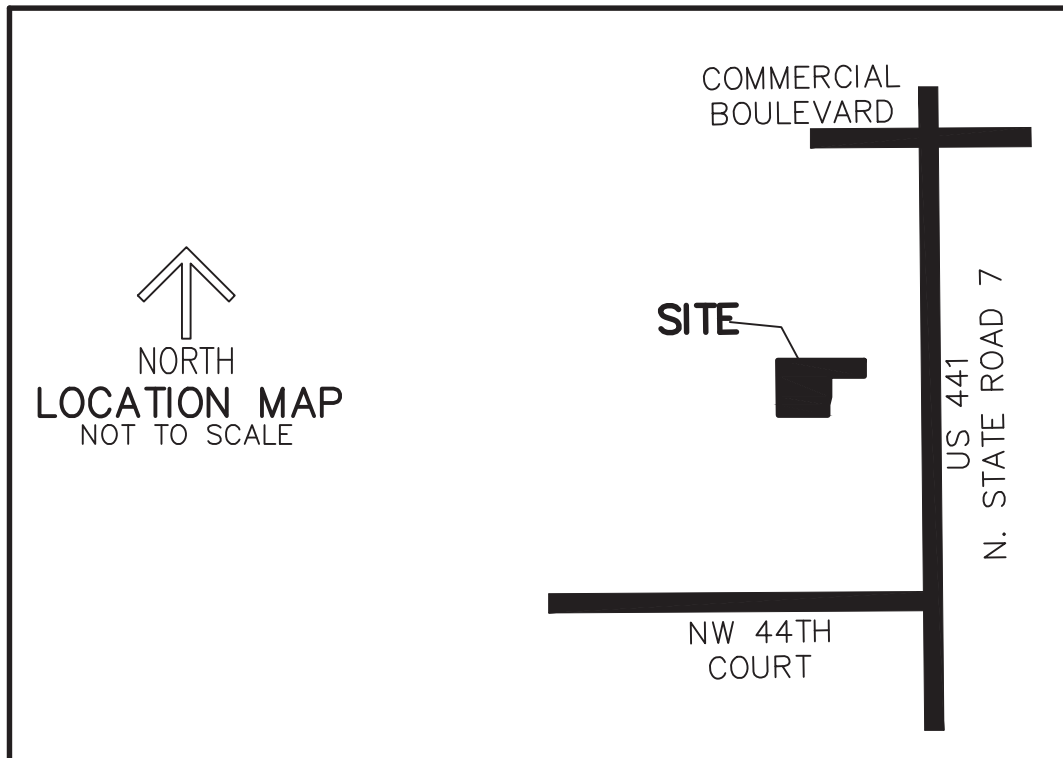 COMMERCIAL
BOULEVARD
SITE
NORTH
LOCATION MAP
NOT TO SCALE
US 441
N. STATE ROAD 7
NW 44TH
COURT